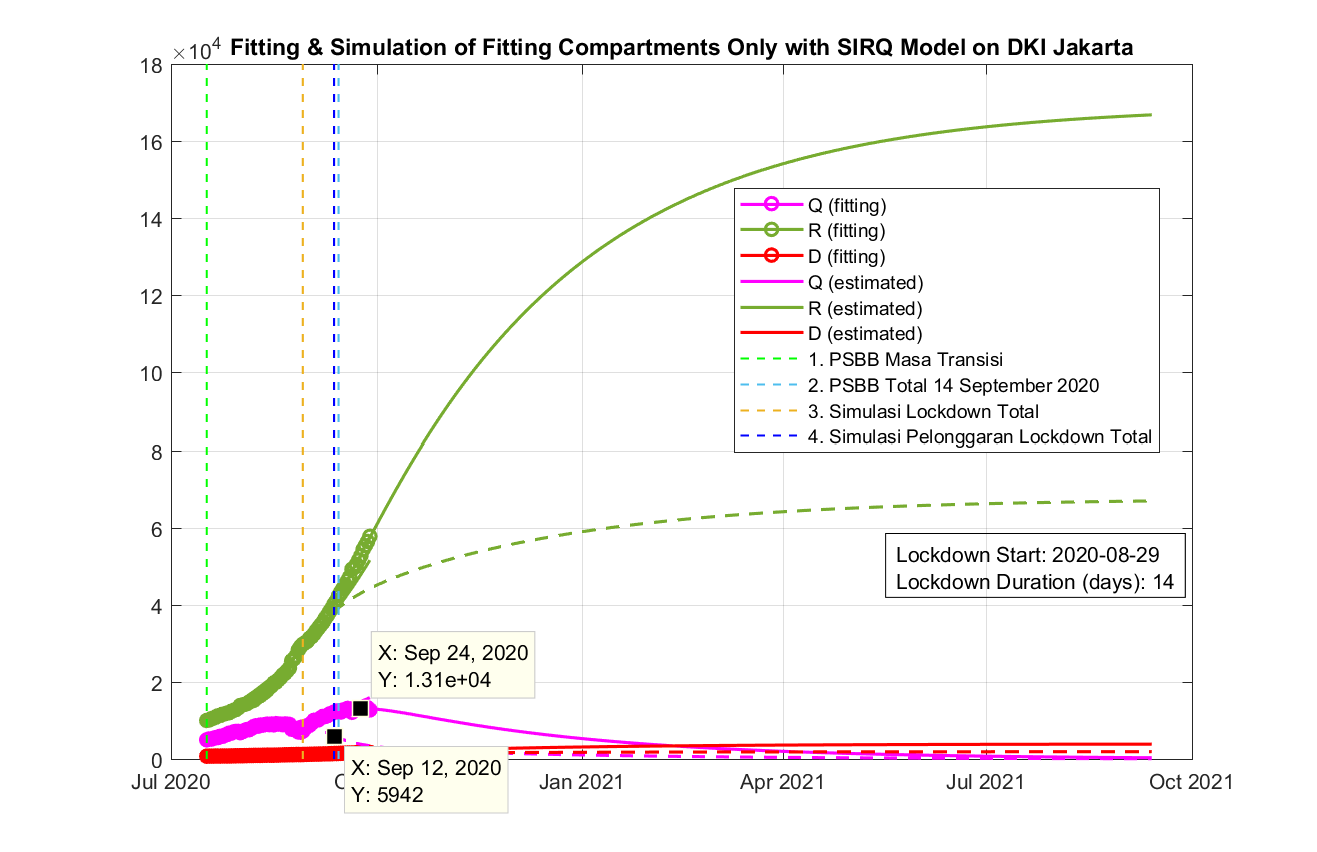 ×10⁴ Fitting & Simulation of Fitting Compartments Only with SIRQ Model on DKI Jakarta
18
16
14
12
10
8
6
4
2
0
Q (fitting)
R (fitting)
D (fitting)
Q (estimated)
R (estimated)
D (estimated)
1. PSBB Masa Transisi
2. PSBB Total 14 September 2020
3. Simulasi Lockdown Total
4. Simulasi Pelonggaran Lockdown Total
Lockdown Start: 2020-08-29
Lockdown Duration (days): 14
X: Sep 24, 2020
Y: 1.31e+04
X: Sep 12, 2020
Y: 5942
Jul 2020
Jan 2021
Apr 2021
Jul 2021
Oct 2021